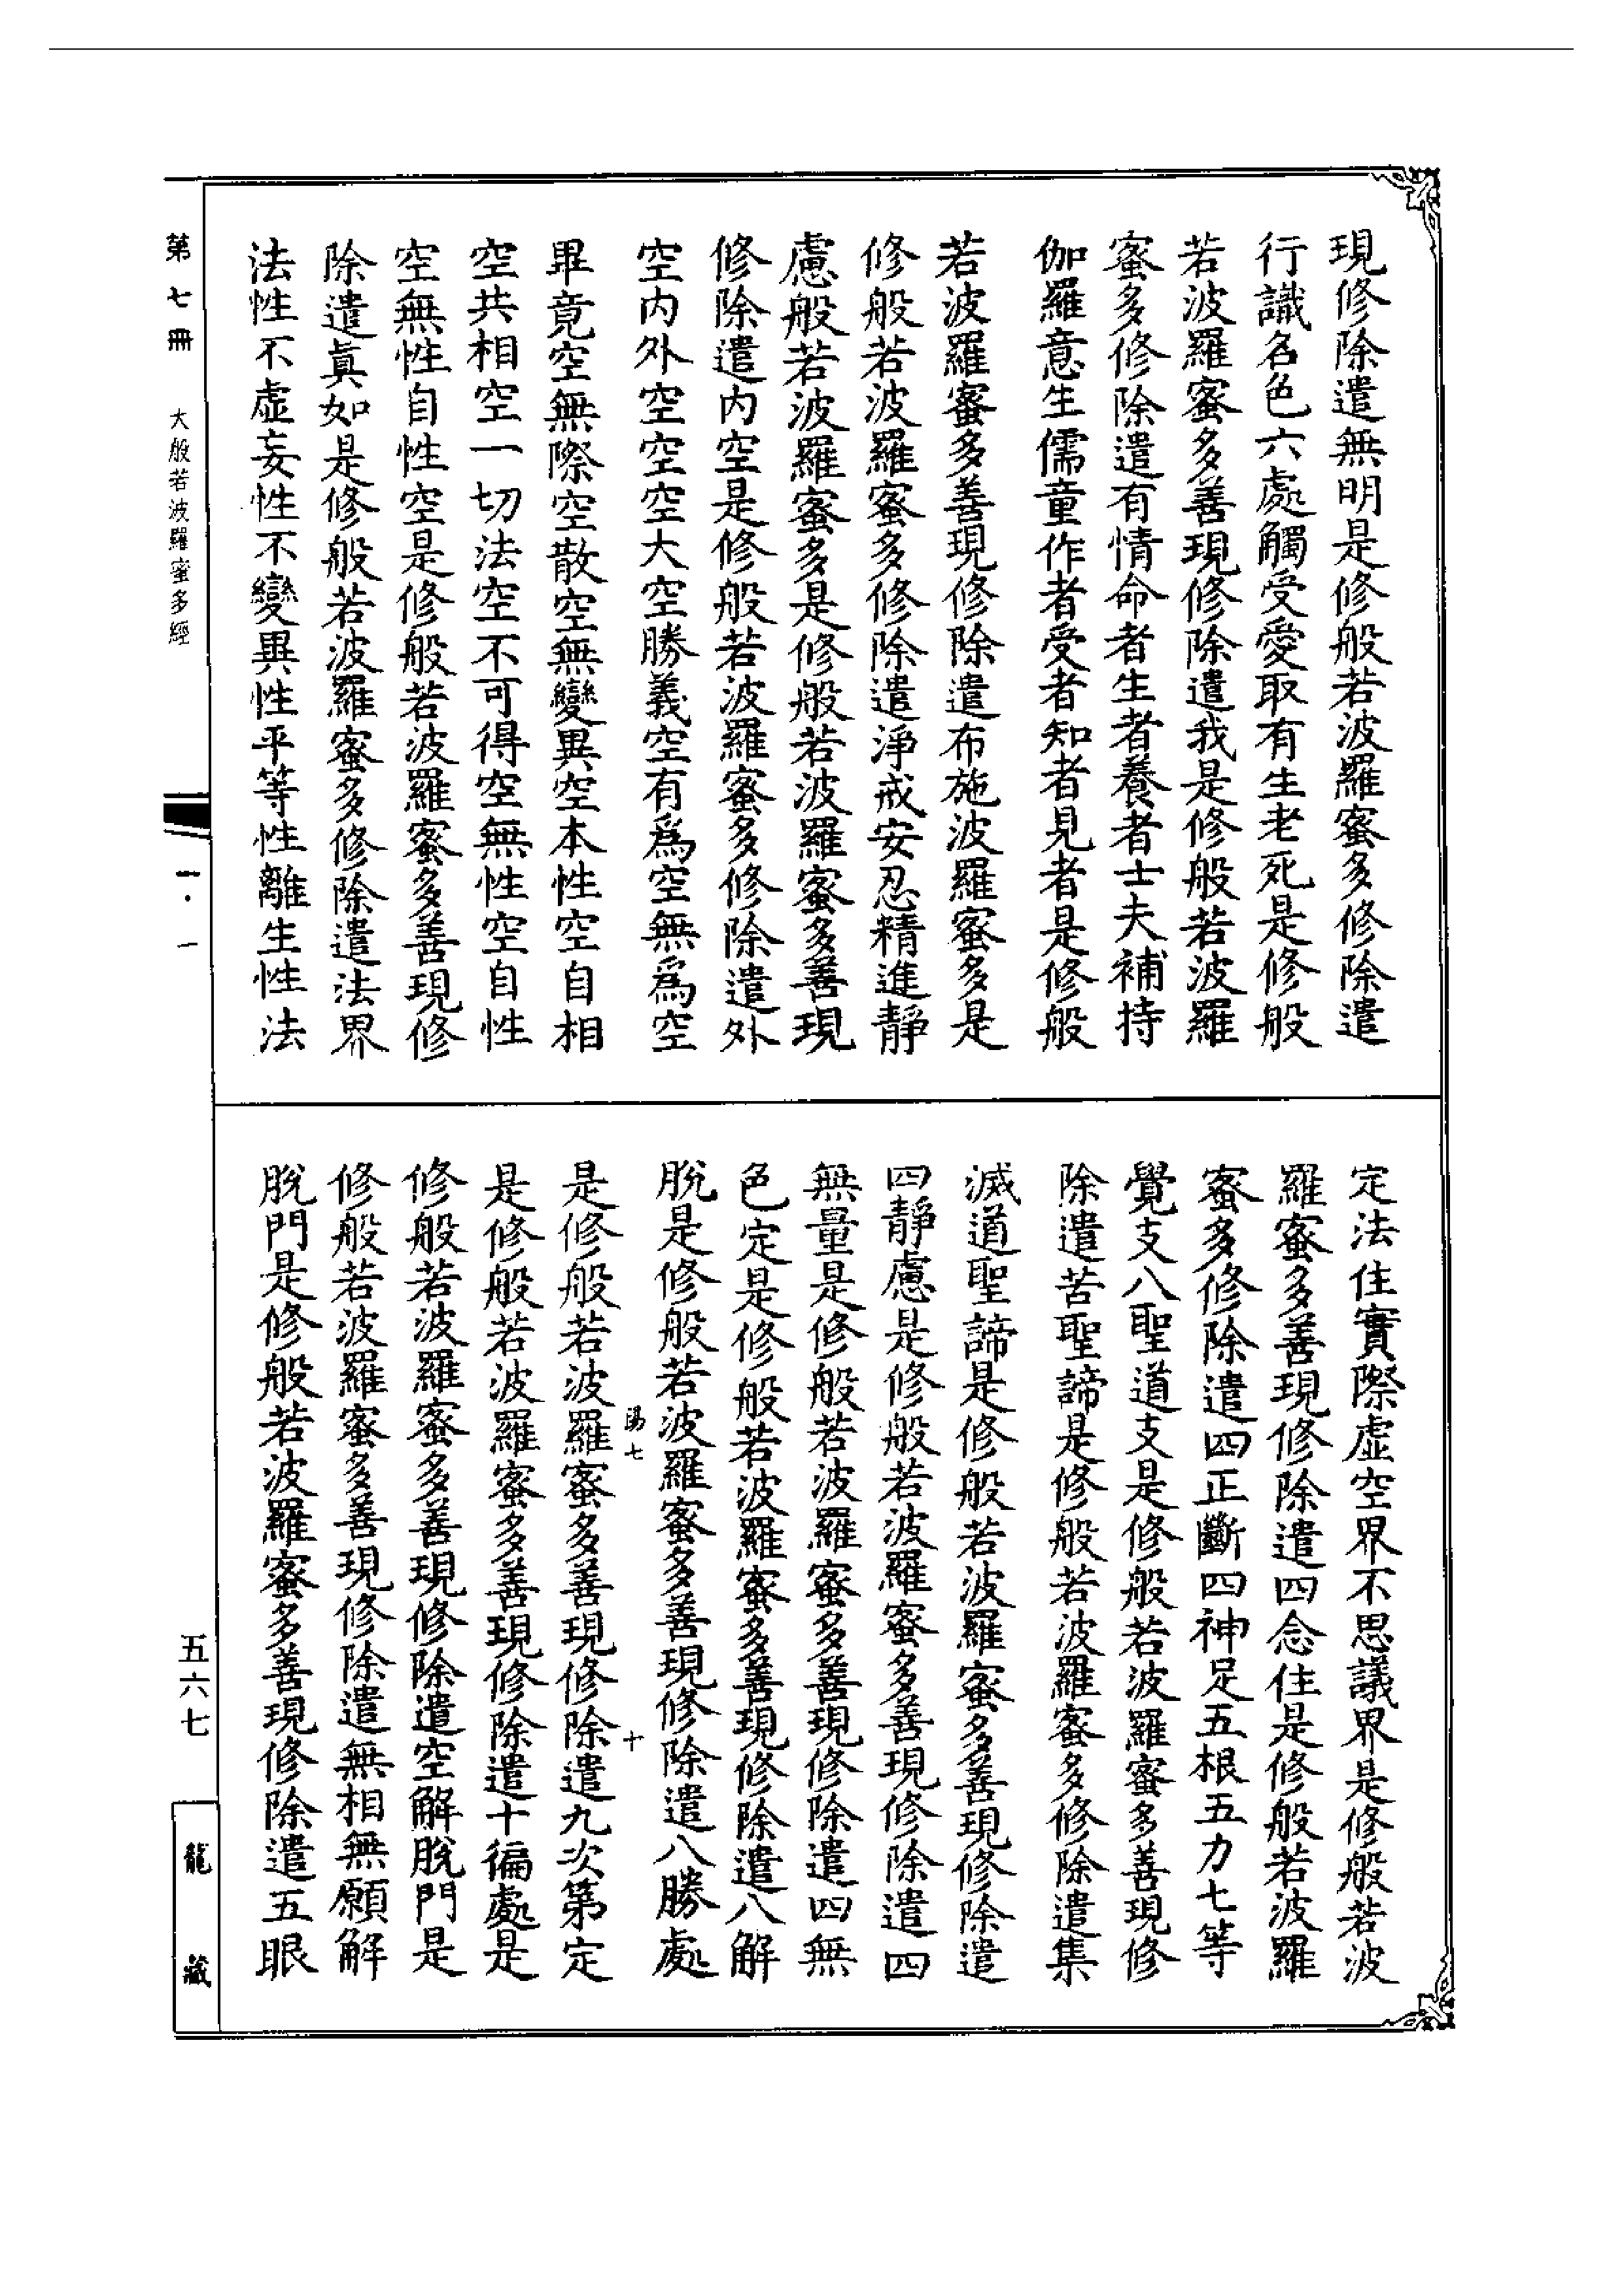 現修除遣無明是修般若波羅蜜多修除遣
行識名色六處觸受愛取有生老死是修般
若波羅蜜多善現修除遣我是修般若波羅
蜜多修除遣有情命者生者養者士夫補持
伽羅意生儒童作者受者知者見者是修般
若波羅蜜多善現修除遣布施波羅蜜多是
修般若波羅蜜多修除遣淨戒安忍精進靜
慮般若波羅蜜多是修般若波羅蜜多善現
修除遣內空是修般若波羅蜜多修除遣外
空內外空空空大空勝義空有為空無為空
畢竟空無際空散空無變異空本性空自相
空共相空一切法空不可得空無性空自性
空無性自性空是修般若波羅蜜多善現修
除遣真如是修般若波羅蜜多修除遣法界
法性不虛妄性不變異性平等性離生性法
定法住實際虛空界不思議界是修般若波
羅蜜多善現修除遣四念住是修般若波羅
蜜多修除遣四正斷四神足五根五力七等
覺支八聖道支是修般若波羅蜜多善現修
除遣苦聖諦是修般若波羅蜜多修除遣集
滅道聖諦是修般若波羅蜜多善現修除遣
四靜慮是修般若波羅蜜多善現修除遣四
無量是修般若波羅蜜多善現修除遣四無
色定是修般若波羅蜜多善現修除遣八解
脫是修般若波羅蜜多善現修除遣八勝處
是修般若波羅蜜多善現修除遣九次第定
是修般若波羅蜜多善現修除遣十徧處是
修般若波羅蜜多善現修除遣空解脫門是
修般若波羅蜜多善現修除遣無相無願解
脫門是修般若波羅蜜多善現修除遣五眼
第七冊 大般若波羅蜜多經
一·一
五六七
龍藏